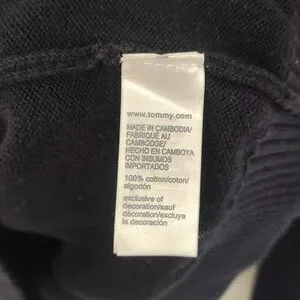 www.tommy.com
MADE IN CAMBODIA/
FABRIQUÉ AU
CAMBODGE/
HECHO EN CAMBOYA
CON INSUMOS
IMPORTADOS
100% cotton/coton/
algodón
exclusive of
decoration/sauf
décoration/excluya
la decoración